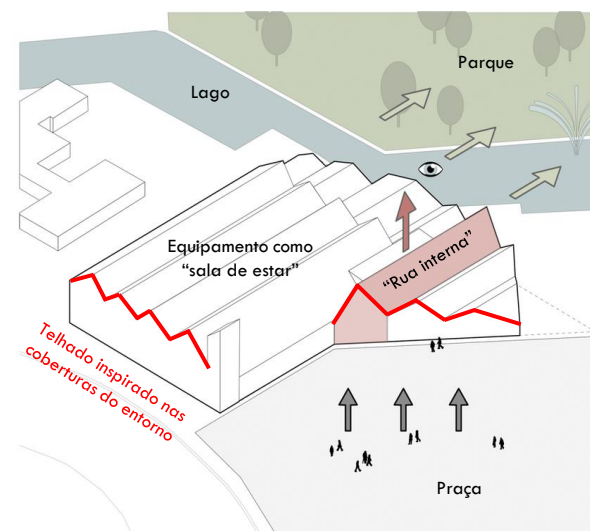 Parque
Lago
Equipamento como
“sala de estar”
“Rua interna”
Telhado inspirado nas
coberturas do entorno
Praça